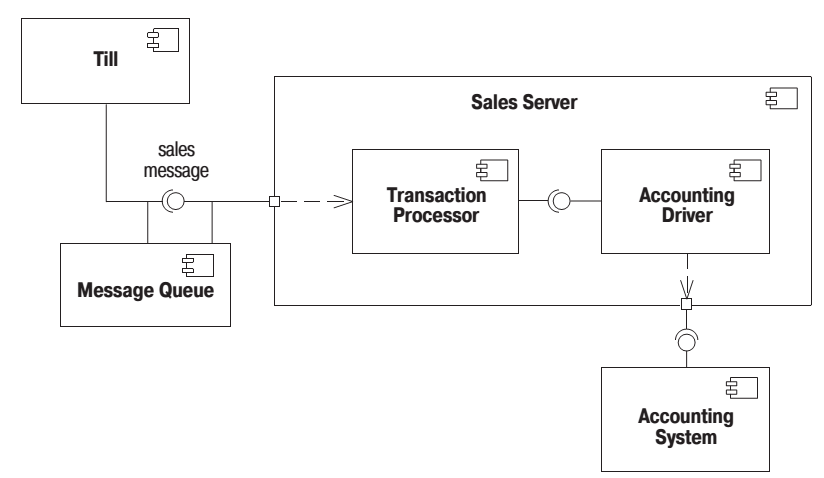 Till
Sales Server
sales
message
Transaction
Processor
Accounting
Driver
Message Queue
Accounting
System